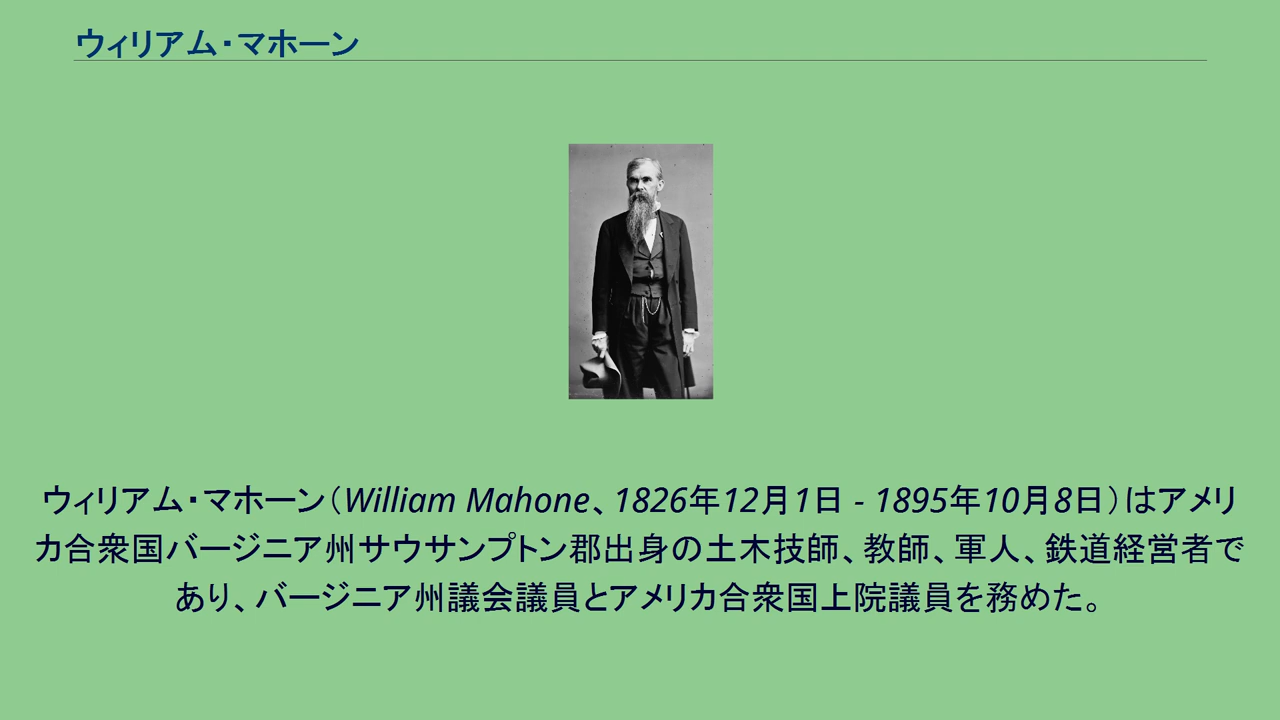 ウィリアム・マホーン
ウィリアム・マホーン（William Mahone、1826年12月1日 - 1895年10月8日）はアメリ
カ合衆国バージニア州サウサンプトン郡出身の土木技師、教師、軍人、鉄道経営者で
あり、バージニア州議会議員とアメリカ合衆国上院議員を務めた。